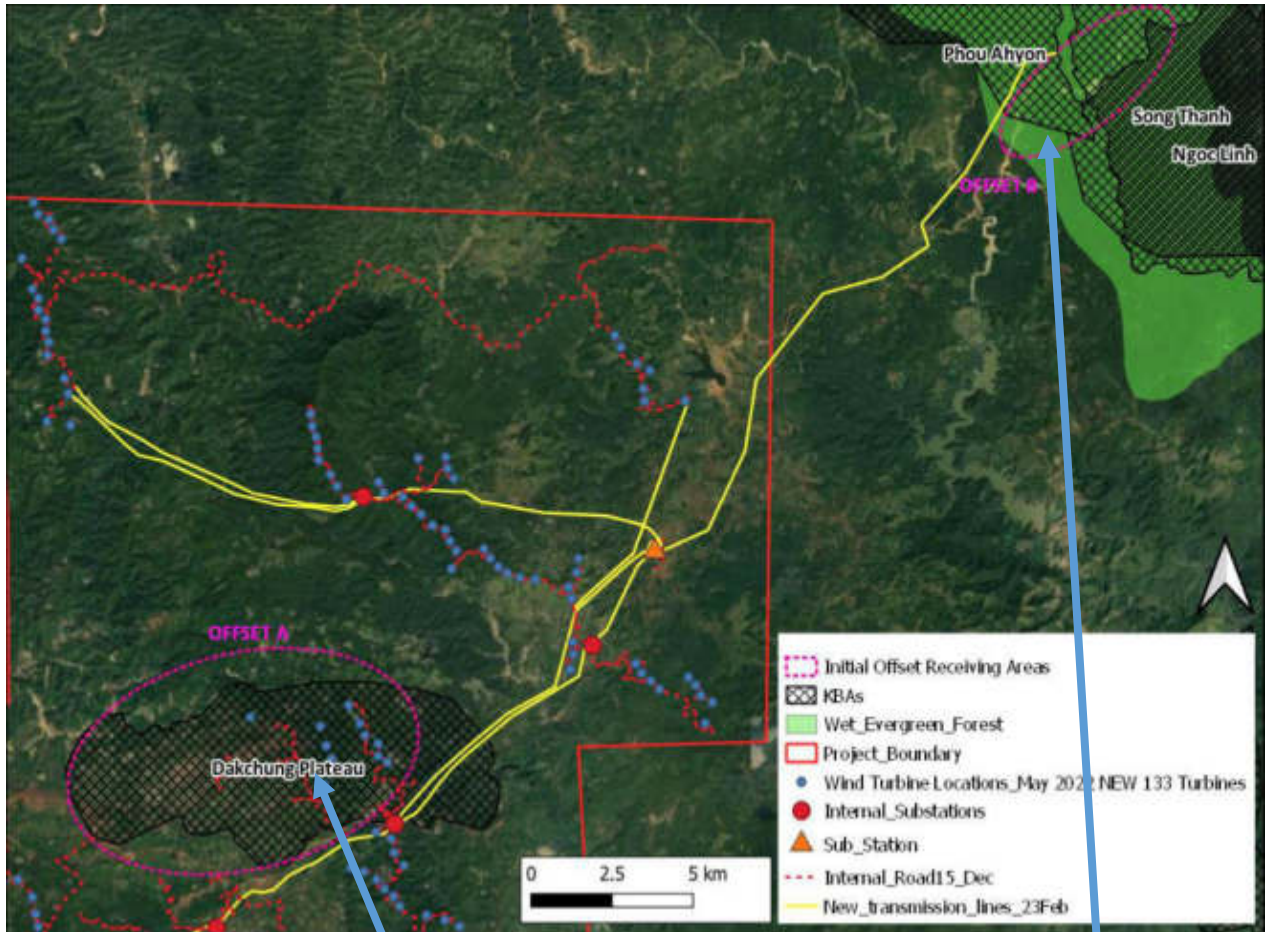 Phou Ahyon
Song Thanh
Ngoc Linh
OFFSET B
OFFSET A
Dakchung Plateau
0 2.5 5 km
Initial Offset Receiving Areas
KBAs
Wet_Evergreen_Forest
Project_Boundary
Wind Turbine Locations_May 2022 NEW 133 Turbines
Internal_Substations
Sub_Station
Internal_Road15_Dec
New_transmission_lines_23Feb